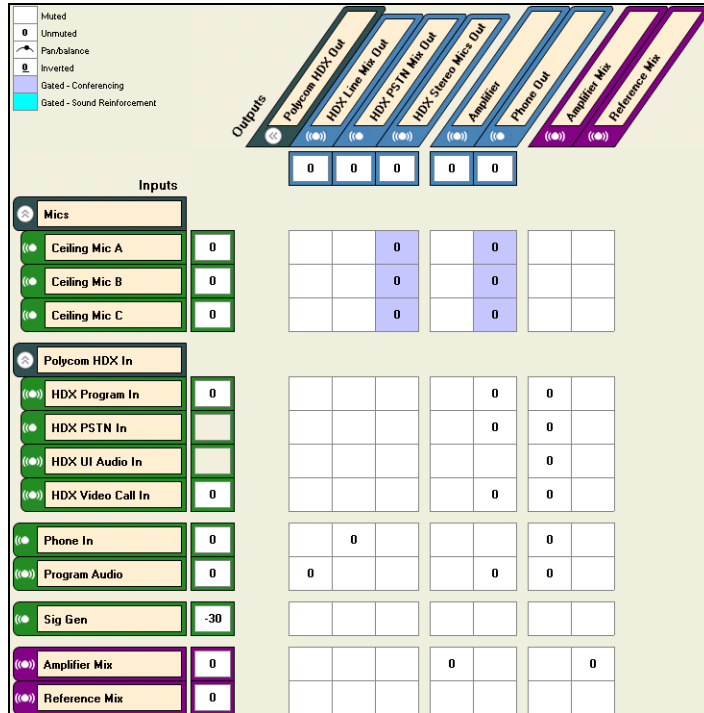 Muted
0 Unmuted
Pan/balance
0 Inverted
Gated - Conferencing
Gated - Sound Reinforcement
Outputs
Polycom HDX Out
HDX Line Mix Out
HDX PSTN Mix Out
HDX Stereo Mics Out
Amplifier
Phone Out
Amplifier Mix
Reference Mix
0 0 0 0 0
Inputs
Mics
Ceiling Mic A 0 0 0
Ceiling Mic B 0 0 0
Ceiling Mic C 0 0 0
Polycom HDX In
HDX Program In 0 0 0
HDX PSTN In 0 0
HDX UI Audio In 0
HDX Video Call In 0 0 0
Phone In 0 0 0
Program Audio 0 0 0 0
Sig Gen -30
Amplifier Mix 0 0 0
Reference Mix 0